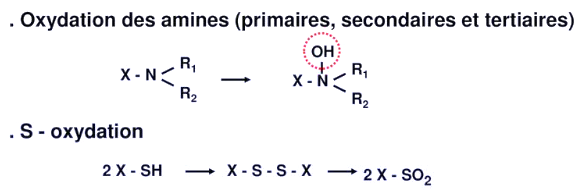 . Oxydation des amines (primaires, secondaires et tertiaires)
OH
X - N R₁ R₂ → X - N R₁ R₂
. S - oxydation
2 X - SH → X - S - S - X → 2 X - SO₂